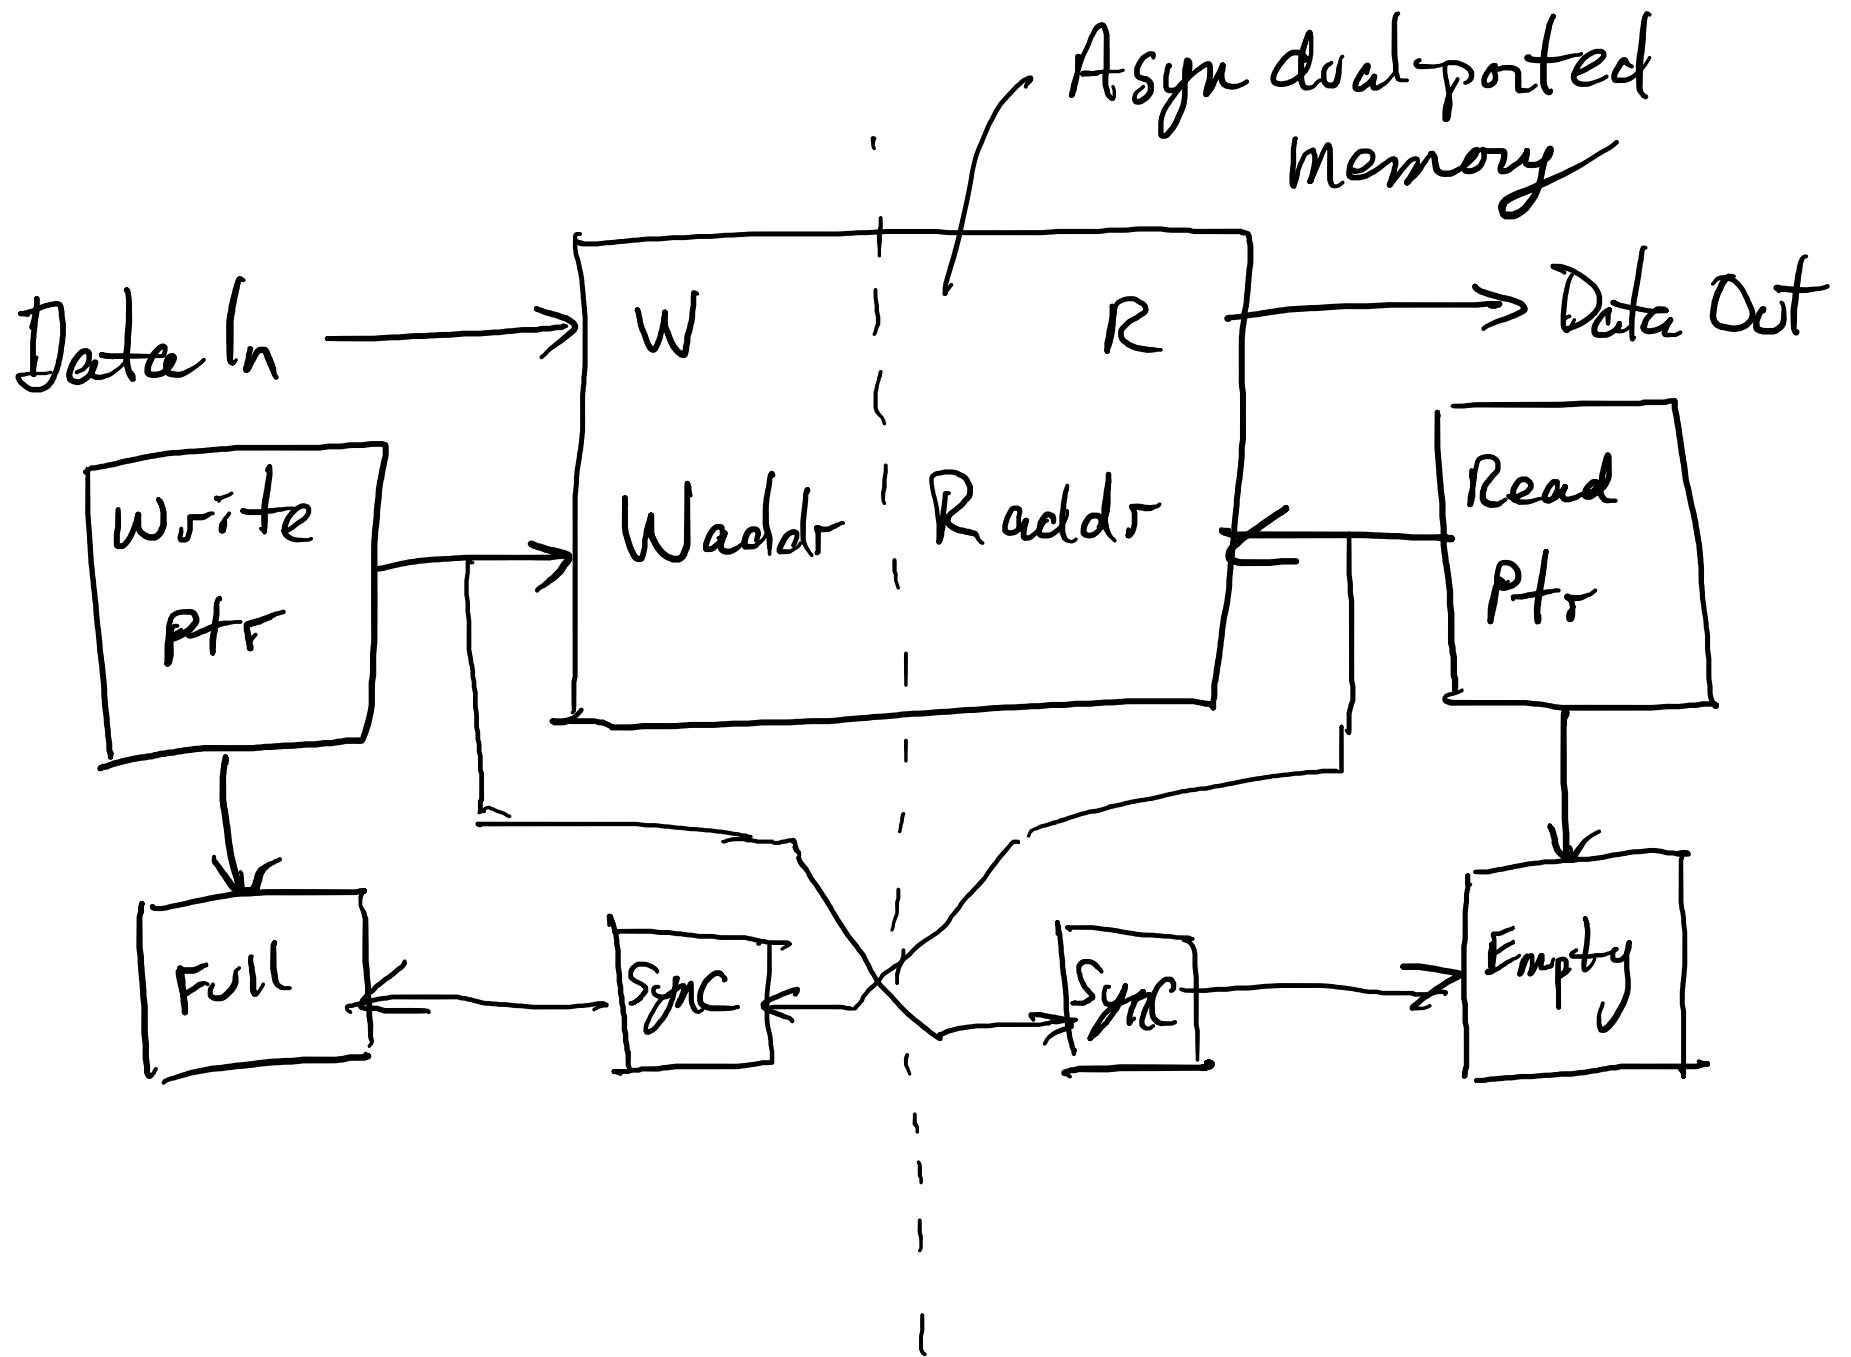 Asyn dual-ported
memory
Data In
W
R
Data Out
Write
Ptr
Waddr
Raddr
Read
Ptr
Full
Sync
Sync
Empty